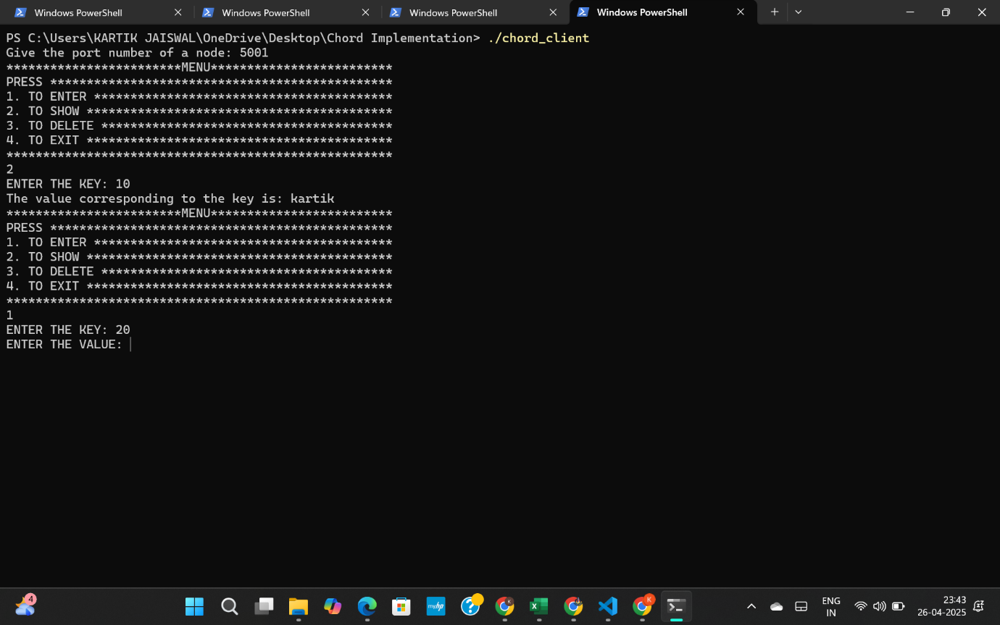 Windows PowerShell
Windows PowerShell
Windows PowerShell
Windows PowerShell
PS C:\Users\KARTIK JAISWAL\OneDrive\Desktop\Chord Implementation> ./chord_client
Give the port number of a node: 5001
************************MENU*************************
PRESS ***********************************************
1. TO ENTER *****************************************
2. TO SHOW ******************************************
3. TO DELETE ****************************************
4. TO EXIT ******************************************
*****************************************************
2
ENTER THE KEY: 10
The value corresponding to the key is: kartik
************************MENU*************************
PRESS ***********************************************
1. TO ENTER *****************************************
2. TO SHOW ******************************************
3. TO DELETE ****************************************
4. TO EXIT ******************************************
*****************************************************
1
ENTER THE KEY: 20
ENTER THE VALUE:
4
myhp
K
K
ENG
IN
23:43
26-04-2025